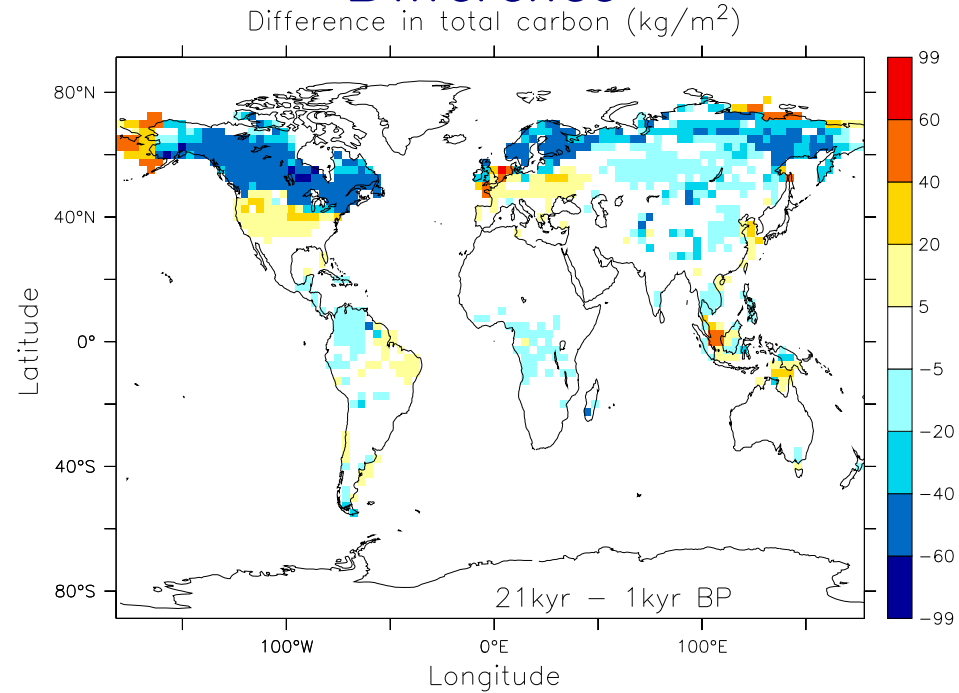 Difference
Difference in total carbon (kg/m²)
80°N
40°N
0°
40°S
80°S
Latitude
100°W
0°E
100°E
Longitude
21kyr – 1kyr BP
99
60
40
20
5
−5
−20
−40
−60
−99